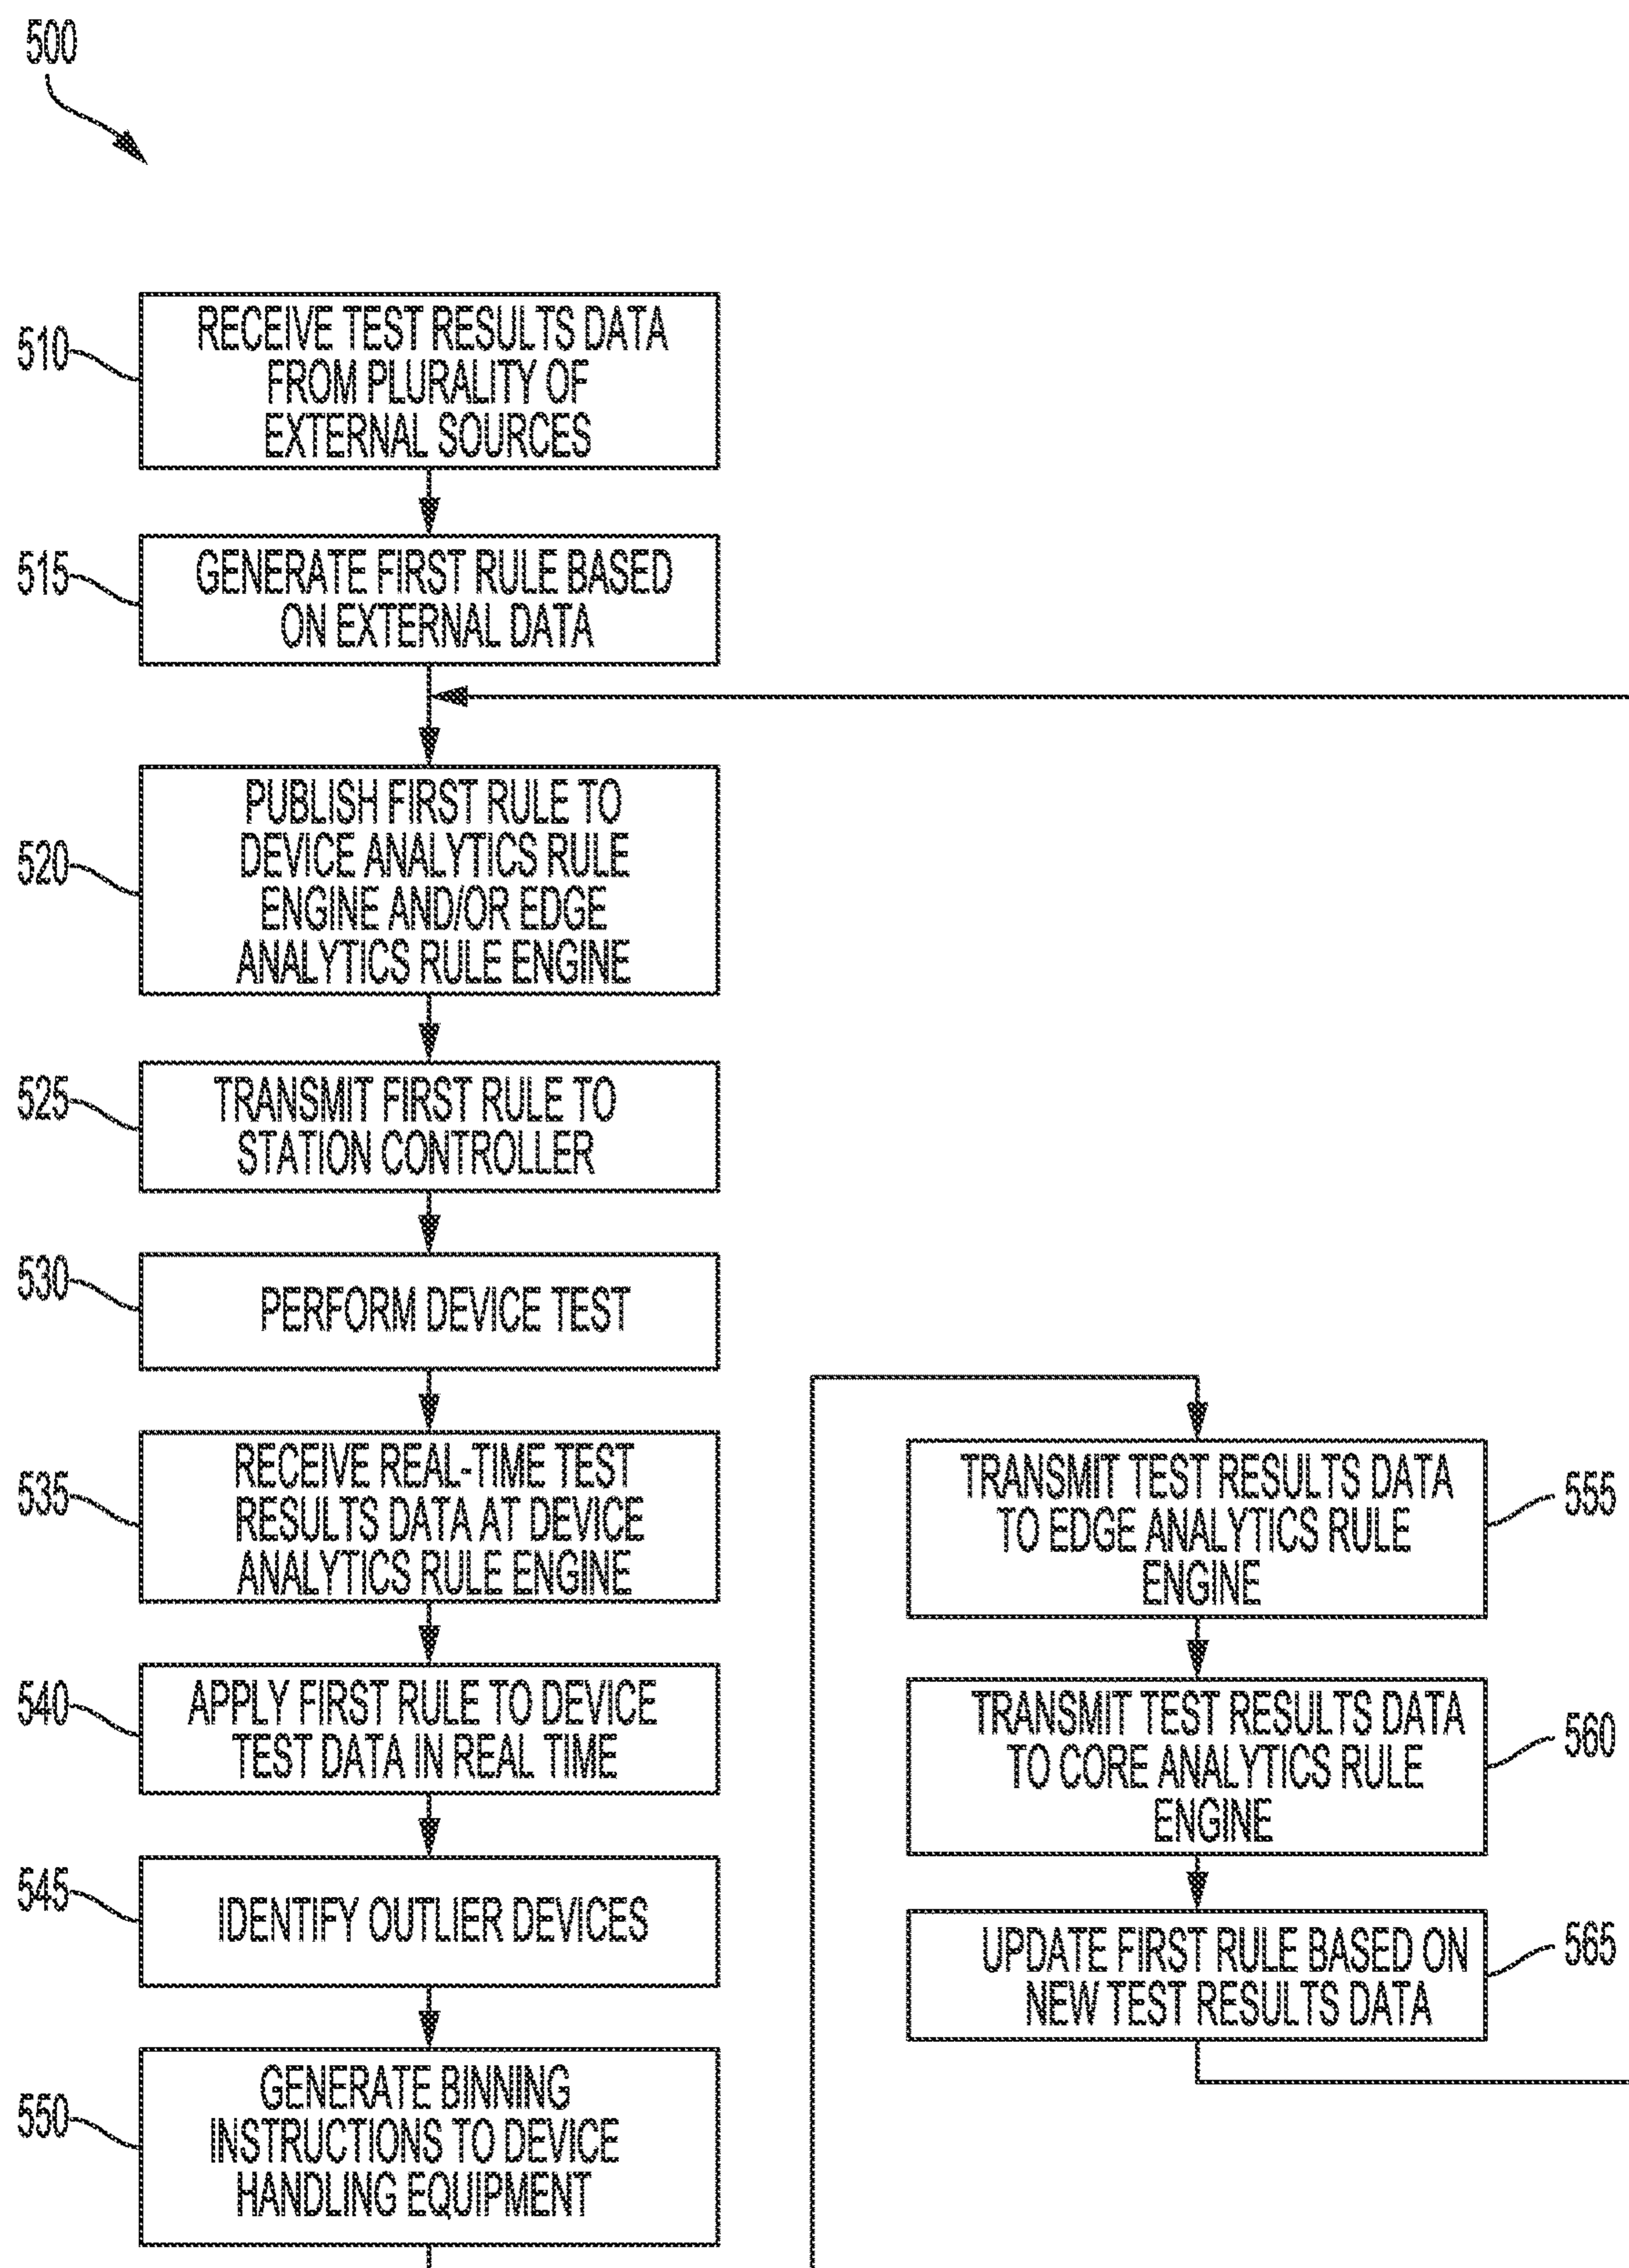 500
510
RECEIVE TEST RESULTS DATA
FROM PLURALITY OF
EXTERNAL SOURCES
515
GENERATE FIRST RULE BASED
ON EXTERNAL DATA
520
PUBLISH FIRST RULE TO
DEVICE ANALYTICS RULE
ENGINE AND/OR EDGE
ANALYTICS RULE ENGINE
525
TRANSMIT FIRST RULE TO
STATION CONTROLLER
530
PERFORM DEVICE TEST
535
RECEIVE REAL-TIME TEST
RESULTS DATA AT DEVICE
ANALYTICS RULE ENGINE
540
APPLY FIRST RULE TO DEVICE
TEST DATA IN REAL TIME
545
IDENTIFY OUTLIER DEVICES
550
GENERATE BINNING
INSTRUCTIONS TO DEVICE
HANDLING EQUIPMENT
TRANSMIT TEST RESULTS DATA
TO EDGE ANALYTICS RULE
ENGINE
555
TRANSMIT TEST RESULTS DATA
TO CORE ANALYTICS RULE
ENGINE
560
UPDATE FIRST RULE BASED ON
NEW TEST RESULTS DATA
565